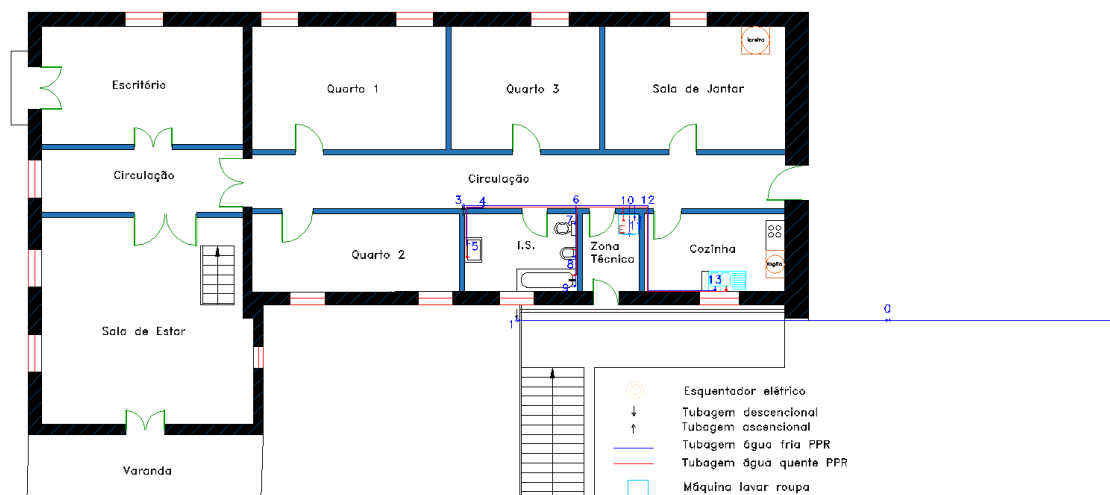 lareira
Escritório
Quarto 1
Quarto 3
Sala de Jantar
Circulação
Circulação
3
4
6
10
12
7
5
I.S.
Zona
Técnica
Cozinha
Quarto 2
8
fogão
13
9
1
0
Sala de Estar
Esquentador elétrico
Tubagem descencional
Tubagem ascencional
Tubagem água fria PPR
Tubagem água quente PPR
Varanda
Máquina lavar roupa